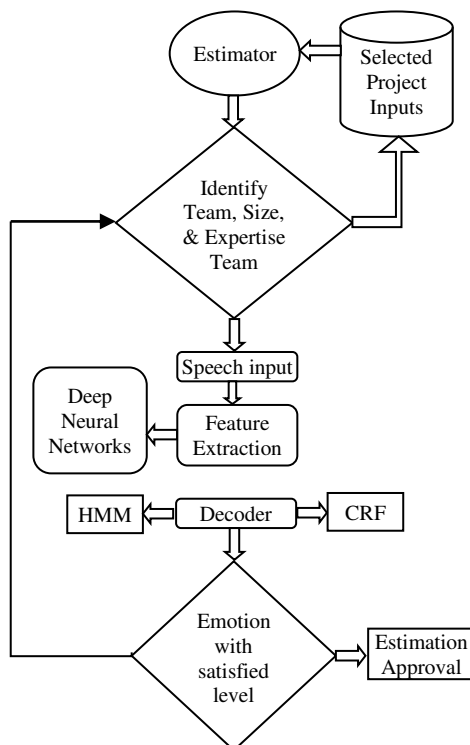 Estimator
Selected
Project
Inputs
Identify
Team, Size,
& Expertise
Team
Speech input
Deep
Neural
Networks
Feature
Extraction
HMM
Decoder
CRF
Emotion
with
satisfied
level
Estimation
Approval